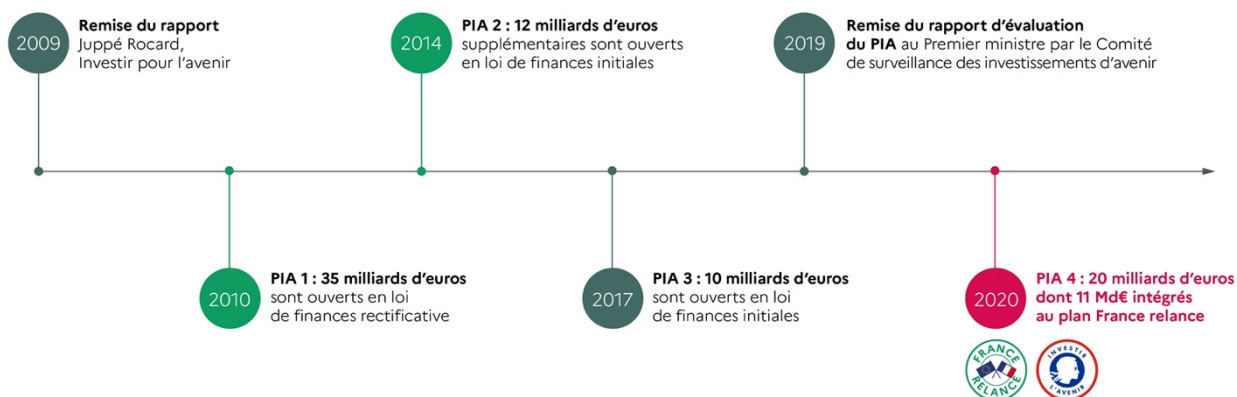 2009
Remise du rapport
Juppé Rocard,
Investir pour l’avenir
2014
PIA 2 : 12 milliards d’euros
supplémentaires sont ouverts
en loi de finances initiales
2019
Remise du rapport d’évaluation
du PIA au Premier ministre par le Comité
de surveillance des investissements d’avenir
2010
PIA 1 : 35 milliards d’euros
sont ouverts en loi
de finances rectificative
2017
PIA 3 : 10 milliards d’euros
sont ouverts en loi
de finances initiales
2020
PIA 4 : 20 milliards d’euros
dont 11 Md€ intégrés
au plan France relance
FRANCE
RELANCE
INVESTIR
L'AVENIR